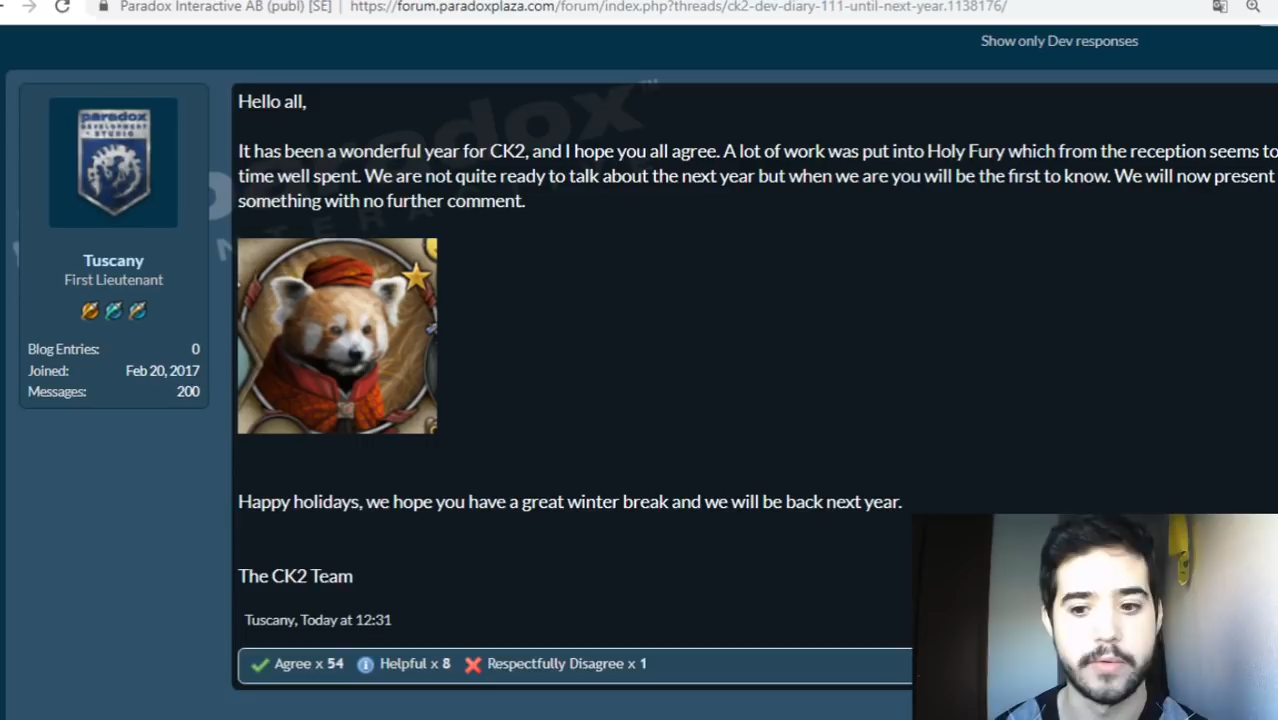 Paradox Interactive AB (publ) [SE] | https://forum.paradoxplaza.com/forum/index.php?threads/ck2-dev-diary-111-until-next-year.1138176/
Show only Dev responses
paradox
DEVELOPMENT
STUDIO
Tuscany
First Lieutenant
Blog Entries: 0
Joined: Feb 20, 2017
Messages: 200
Hello all,
It has been a wonderful year for CK2, and I hope you all agree. A lot of work was put into Holy Fury which from the reception seems to
time well spent. We are not quite ready to talk about the next year but when we are you will be the first to know. We will now present
something with no further comment.
Happy holidays, we hope you have a great winter break and we will be back next year.
The CK2 Team
Tuscany, Today at 12:31
Agree x 54 Helpful x 8 Respectfully Disagree x 1